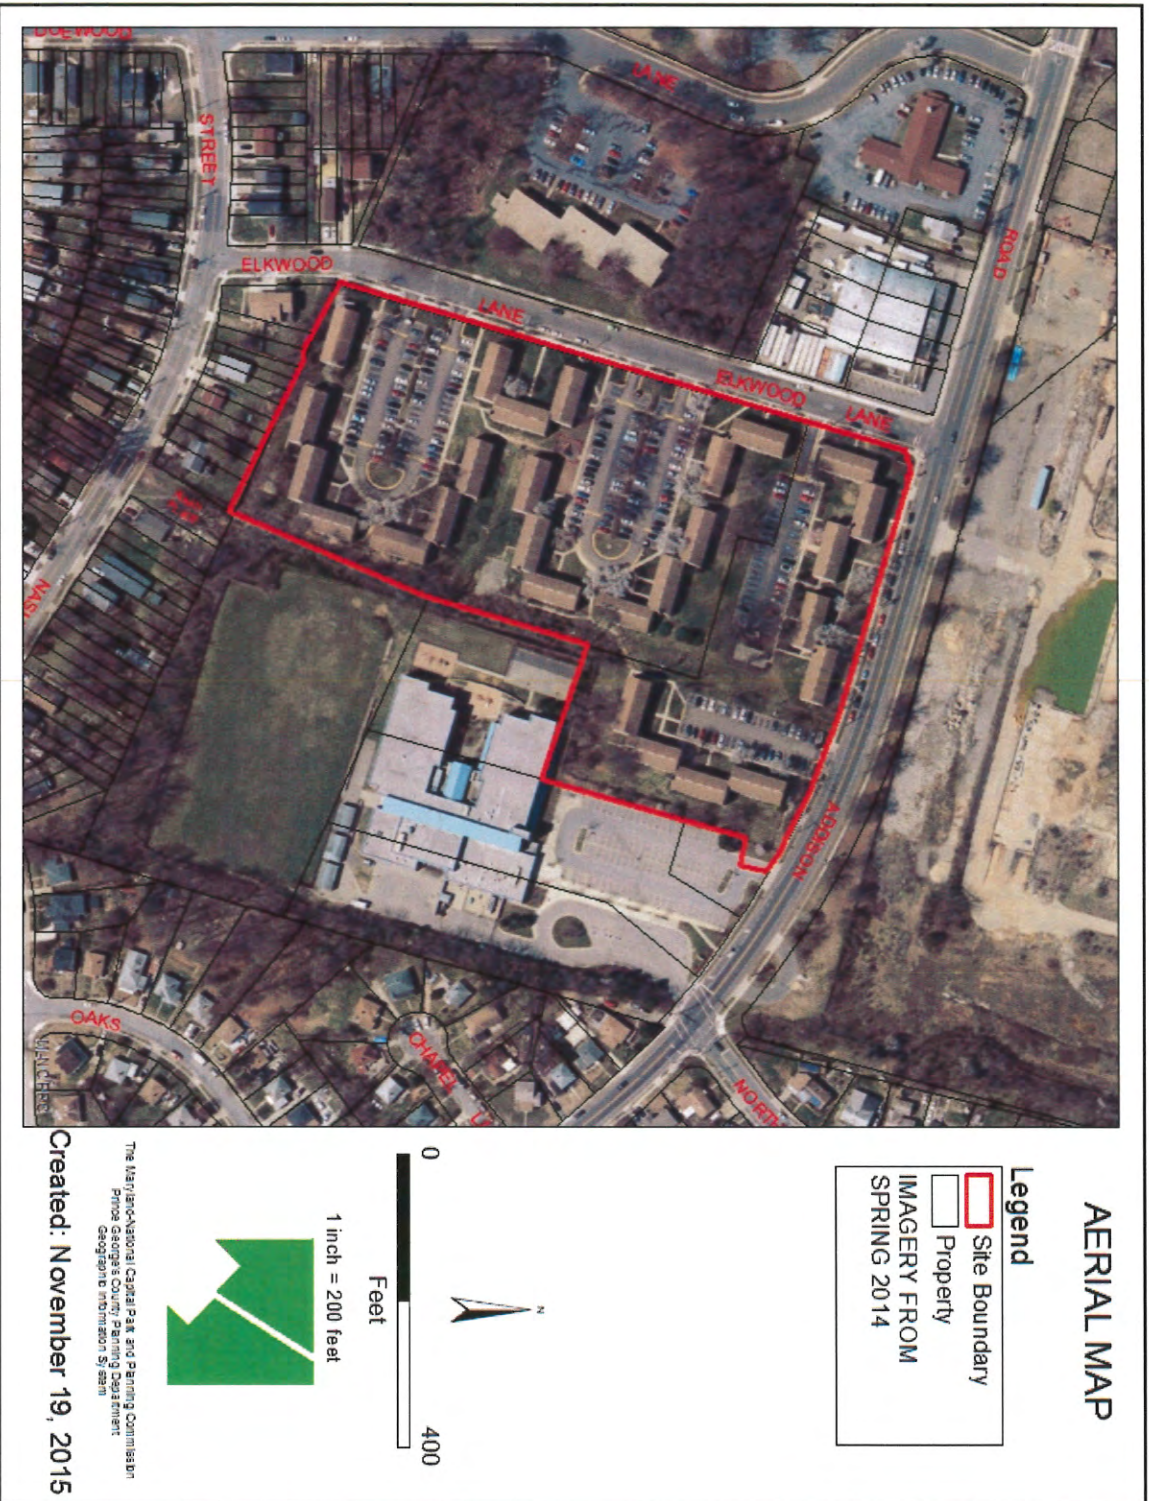 AERIAL MAP
Legend
Site Boundary
Property
IMAGERY FROM
SPRING 2014
N
0 400
Feet
1 inch = 200 feet
The Maryland-National Capital Park and Planning Commission
Prince George's County Planning Department
Geographic Information System
Created: November 19, 2015
ROAD
LANE
LANE
ELKWOOD
LANE
ELKWOOD
STREET
ADDISON
NORTH
CHAPEL
OAKS
NASH